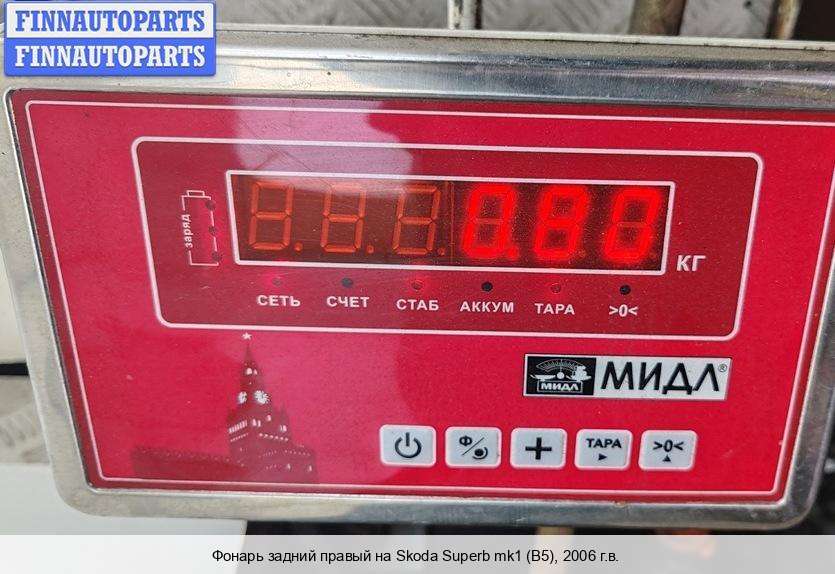 FINNAUTOPARTS
FINNAUTOPARTS
заряд
0.80
КГ
СЕТЬ СЧЕТ СТАБ АККУМ ТАРА >0<
МИДЛ МИДЛ®
Ф ТАРА >0<
Фонарь задний правый на Skoda Superb mk1 (B5), 2006 г.в.